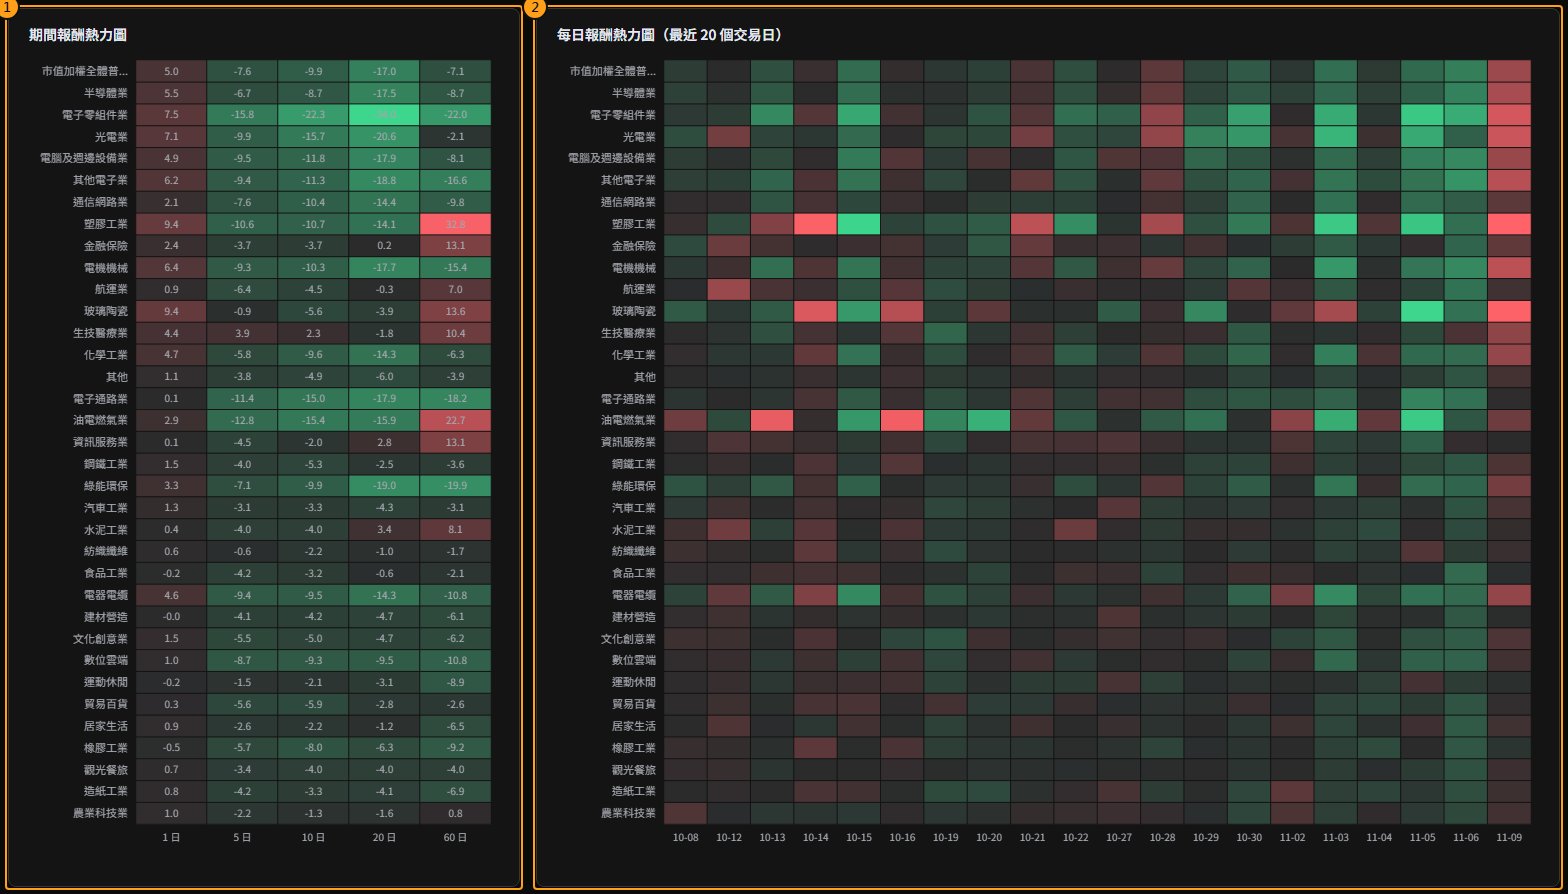 1
期間報酬熱力圖
市值加權全體普... 5.0 -7.6 -9.9 -17.0 -7.1
半導體業 5.5 -6.7 -8.7 -17.5 -8.7
電子零組件業 7.5 -15.8 -22.3 -22.0
光電業 7.1 -9.9 -15.7 -20.6 -2.1
電腦及週邊設備業 4.9 -9.5 -11.8 -17.9 -8.1
其他電子業 6.2 -9.4 -11.3 -18.8 -16.6
通信網路業 2.1 -7.6 -10.4 -14.4 -9.8
塑膠工業 9.4 -10.6 -10.7 -14.1 32.8
金融保險 2.4 -3.7 -3.7 0.2 13.1
電機機械 6.4 -9.3 -10.3 -17.7 -15.4
航運業 0.9 -6.4 -4.5 -0.3 7.0
玻璃陶瓷 9.4 -0.9 -5.6 -3.9 13.6
生技醫療業 4.4 3.9 2.3 -1.8 10.4
化學工業 4.7 -5.8 -9.6 -14.3 -6.3
其他 1.1 -3.8 -4.9 -6.0 -3.9
電子通路業 0.1 -11.4 -15.0 -17.9 -18.2
油電燃氣業 2.9 -12.8 -15.4 -15.9 22.7
資訊服務業 0.1 -4.5 -2.0 2.8 13.1
鋼鐵工業 1.5 -4.0 -5.3 -2.5 -3.6
綠能環保 3.3 -7.1 -9.9 -19.0 -19.9
汽車工業 1.3 -3.1 -3.3 -4.3 -3.1
水泥工業 0.4 -4.0 -4.0 3.4 8.1
紡織纖維 0.6 -0.6 -2.2 -1.0 -1.7
食品工業 -0.2 -4.2 -3.2 -0.6 -2.1
電器電纜 4.6 -9.4 -9.5 -14.3 -10.8
建材營造 -0.0 -4.1 -4.2 -4.7 -6.1
文化創意業 1.5 -5.5 -5.0 -4.7 -6.2
數位雲端 1.0 -8.7 -9.3 -9.5 -10.8
運動休閒 -0.2 -1.5 -2.1 -3.1 -8.9
貿易百貨 0.3 -5.6 -5.9 -2.8 -2.6
居家生活 0.9 -2.6 -2.2 -1.2 -6.5
橡膠工業 -0.5 -5.7 -8.0 -6.3 -9.2
觀光餐旅 0.7 -3.4 -4.0 -4.0 -4.0
造紙工業 0.8 -4.2 -3.3 -4.1 -6.9
農業科技業 1.0 -2.2 -1.3 -1.6 0.8
1 日 5 日 10 日 20 日 60 日
2
每日報酬熱力圖（最近 20 個交易日）
市值加權全體普...
半導體業
電子零組件業
光電業
電腦及週邊設備業
其他電子業
通信網路業
塑膠工業
金融保險
電機機械
航運業
玻璃陶瓷
生技醫療業
化學工業
其他
電子通路業
油電燃氣業
資訊服務業
鋼鐵工業
綠能環保
汽車工業
水泥工業
紡織纖維
食品工業
電器電纜
建材營造
文化創意業
數位雲端
運動休閒
貿易百貨
居家生活
橡膠工業
觀光餐旅
造紙工業
農業科技業
10-08 10-12 10-13 10-14 10-15 10-16 10-19 10-20 10-21 10-22 10-27 10-28 10-29 10-30 11-02 11-03 11-04 11-05 11-06 11-09